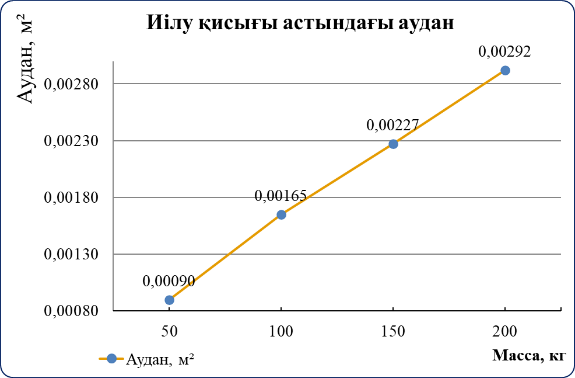 Иілу қисығы астындағы аудан
Аудан, м²
0,00280
0,00230
0,00180
0,00130
0,00080
0,00090
0,00165
0,00227
0,00292
50 100 150 200
Масса, кг
Аудан, м²